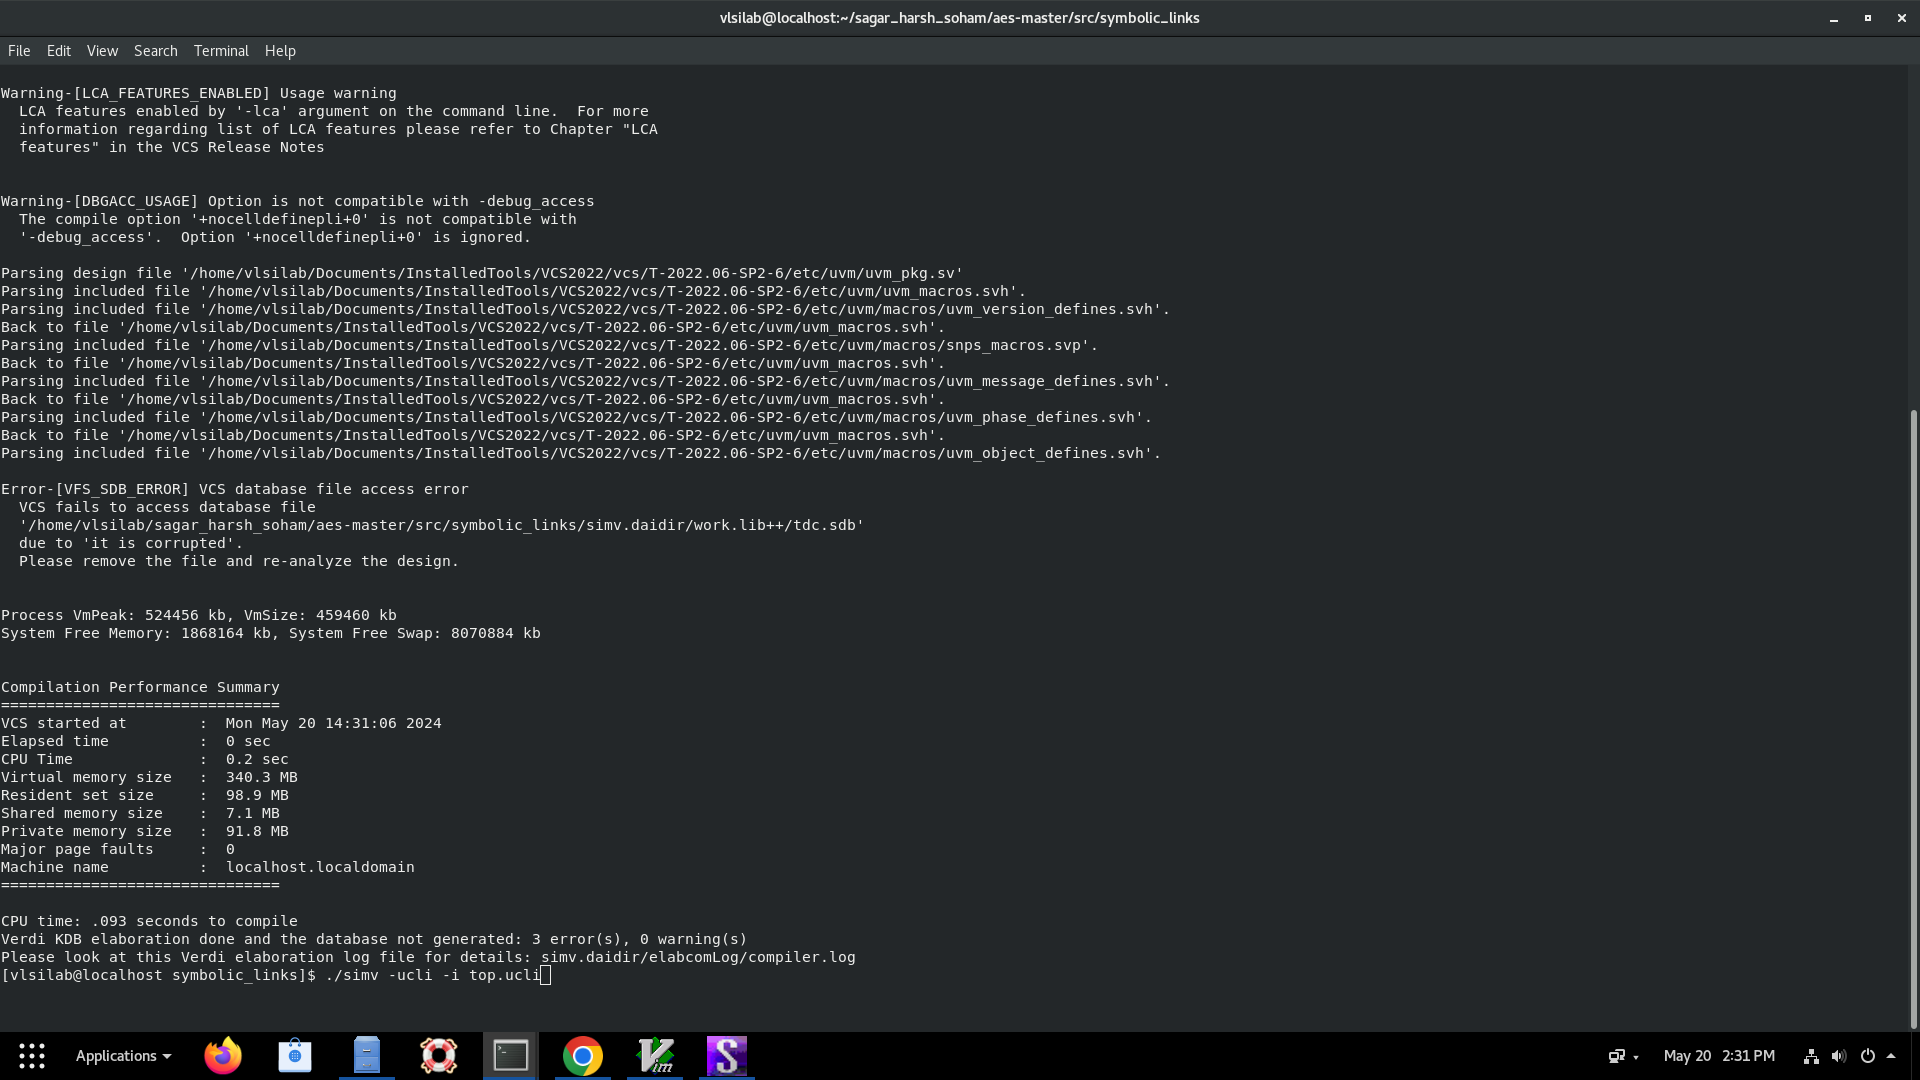 vlsilab@localhost:~/sagar_harsh_soham/aes-master/src/symbolic_links
File Edit View Search Terminal Help
Warning-[LCA_FEATURES_ENABLED] Usage warning
  LCA features enabled by '-lca' argument on the command line.  For more
  information regarding list of LCA features please refer to Chapter "LCA
  features" in the VCS Release Notes
Warning-[DBGACC_USAGE] Option is not compatible with -debug_access
  The compile option '+nocelldefinepli+0' is not compatible with
  '-debug_access'.  Option '+nocelldefinepli+0' is ignored.
Parsing design file '/home/vlsilab/Documents/InstalledTools/VCS2022/vcs/T-2022.06-SP2-6/etc/uvm/uvm_pkg.sv'
Parsing included file '/home/vlsilab/Documents/InstalledTools/VCS2022/vcs/T-2022.06-SP2-6/etc/uvm/uvm_macros.svh'.
Parsing included file '/home/vlsilab/Documents/InstalledTools/VCS2022/vcs/T-2022.06-SP2-6/etc/uvm/macros/uvm_version_defines.svh'.
Back to file '/home/vlsilab/Documents/InstalledTools/VCS2022/vcs/T-2022.06-SP2-6/etc/uvm/uvm_macros.svh'.
Parsing included file '/home/vlsilab/Documents/InstalledTools/VCS2022/vcs/T-2022.06-SP2-6/etc/uvm/macros/snps_macros.svp'.
Back to file '/home/vlsilab/Documents/InstalledTools/VCS2022/vcs/T-2022.06-SP2-6/etc/uvm/uvm_macros.svh'.
Parsing included file '/home/vlsilab/Documents/InstalledTools/VCS2022/vcs/T-2022.06-SP2-6/etc/uvm/macros/uvm_message_defines.svh'.
Back to file '/home/vlsilab/Documents/InstalledTools/VCS2022/vcs/T-2022.06-SP2-6/etc/uvm/uvm_macros.svh'.
Parsing included file '/home/vlsilab/Documents/InstalledTools/VCS2022/vcs/T-2022.06-SP2-6/etc/uvm/macros/uvm_phase_defines.svh'.
Back to file '/home/vlsilab/Documents/InstalledTools/VCS2022/vcs/T-2022.06-SP2-6/etc/uvm/uvm_macros.svh'.
Parsing included file '/home/vlsilab/Documents/InstalledTools/VCS2022/vcs/T-2022.06-SP2-6/etc/uvm/macros/uvm_object_defines.svh'.
Error-[VFS_SDB_ERROR] VCS database file access error
  VCS fails to access database file
  '/home/vlsilab/sagar_harsh_soham/aes-master/src/symbolic_links/simv.daidir/work.lib++/tdc.sdb'
  due to 'it is corrupted'.
  Please remove the file and re-analyze the design.
Process VmPeak: 524456 kb, VmSize: 459460 kb
System Free Memory: 1868164 kb, System Free Swap: 8070884 kb
Compilation Performance Summary
===============================
VCS started at        :  Mon May 20 14:31:06 2024
Elapsed time          :  0 sec
CPU Time              :  0.2 sec
Virtual memory size   :  340.3 MB
Resident set size     :  98.9 MB
Shared memory size    :  7.1 MB
Private memory size   :  91.8 MB
Major page faults     :  0
Machine name          :  localhost.localdomain
===============================
CPU time: .093 seconds to compile
Verdi KDB elaboration done and the database not generated: 3 error(s), 0 warning(s)
Please look at this Verdi elaboration log file for details: simv.daidir/elabcomLog/compiler.log
[vlsilab@localhost symbolic_links]$ ./simv -ucli -i top.ucli
Applications
Vim
S
May 20 2:31 PM